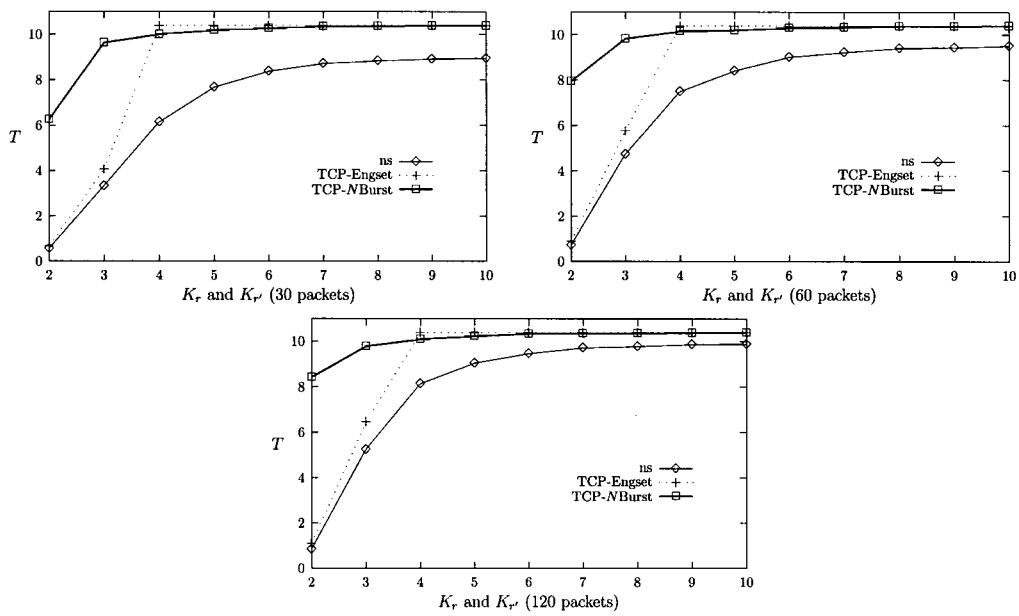 10
8
6
4
2
0
T
ns
TCP-Engset
TCP-NBurst
2 3 4 5 6 7 8 9 10
K_r and K_r' (30 packets)
10
8
6
4
2
0
T
ns
TCP-Engset
TCP-NBurst
2 3 4 5 6 7 8 9 10
K_r and K_r' (60 packets)
10
8
6
4
2
0
T
ns
TCP-Engset
TCP-NBurst
2 3 4 5 6 7 8 9 10
K_r and K_r' (120 packets)